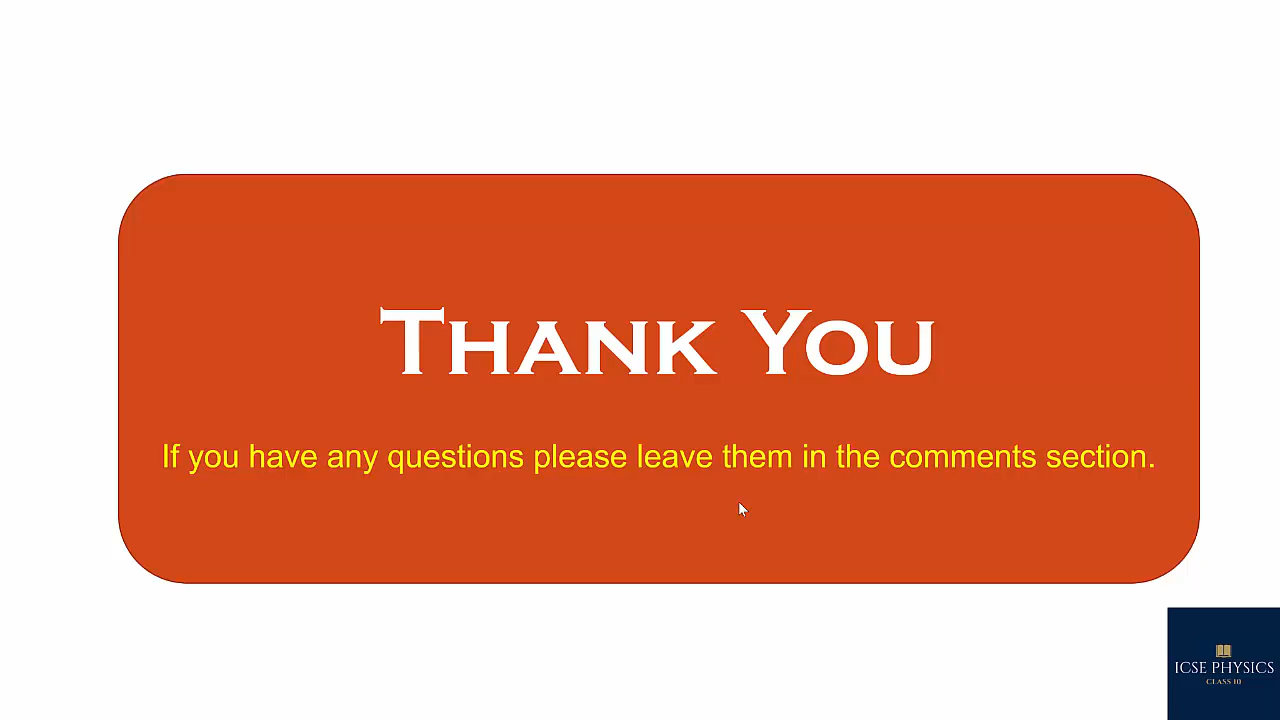 THANK YOU
If you have any questions please leave them in the comments section.
ICSE PHYSICS
CLASS 10